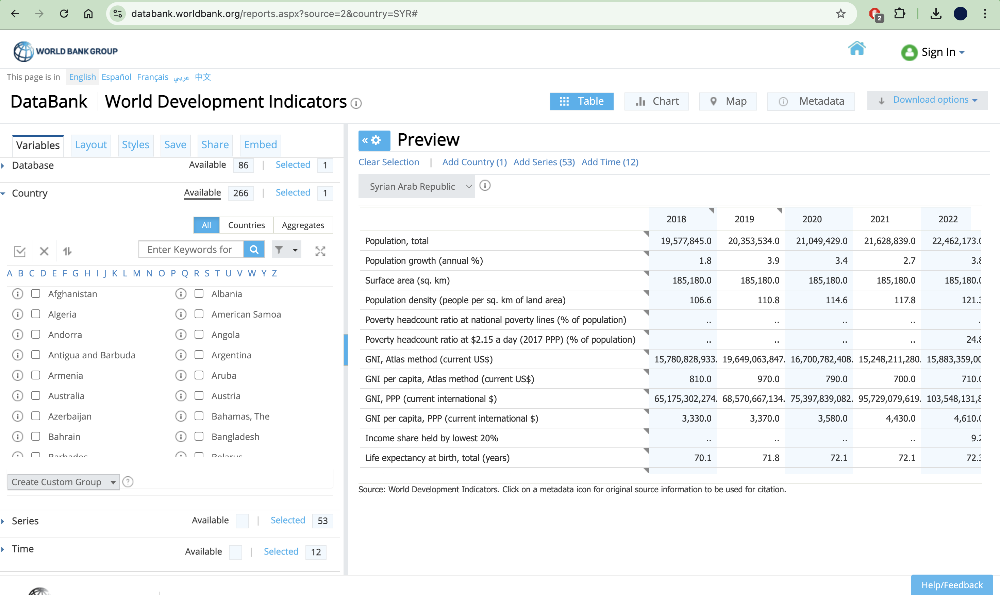 databank.worldbank.org/reports.aspx?source=2&country=SYR#
2
WORLD BANK GROUP
Sign In
This page is in English Español Français عربي 中文
DataBank World Development Indicators
Table Chart Map Metadata Download options
Variables Layout Styles Save Share Embed
Database Available 86 | Selected 1
Country Available 266 | Selected 1
All Countries Aggregates
Enter Keywords for
A B C D E F G H I J K L M N O P Q R S T U V W Y Z
Afghanistan Albania
Algeria American Samoa
Andorra Angola
Antigua and Barbuda Argentina
Armenia Aruba
Australia Austria
Azerbaijan Bahamas, The
Bahrain Bangladesh
Barbados Belarus
Create Custom Group ?
Series Available | Selected 53
Time Available | Selected 12
« Preview
Clear Selection | Add Country (1) Add Series (53) Add Time (12)
Syrian Arab Republic
2018 2019 2020 2021 2022
Population, total 19,577,845.0 20,353,534.0 21,049,429.0 21,628,839.0 22,462,173.0
Population growth (annual %) 1.8 3.9 3.4 2.7 3.8
Surface area (sq. km) 185,180.0 185,180.0 185,180.0 185,180.0 185,180.0
Population density (people per sq. km of land area) 106.6 110.8 114.6 117.8 121.3
Poverty headcount ratio at national poverty lines (% of population) .. .. .. .. .
Poverty headcount ratio at $2.15 a day (2017 PPP) (% of population) .. .. .. .. 24.8
GNI, Atlas method (current US$) 15,780,828,933. 19,649,063,847. 16,700,782,408. 15,248,211,280. 15,883,359,00
GNI per capita, Atlas method (current US$) 810.0 970.0 790.0 700.0 710.0
GNI, PPP (current international $) 65,175,302,274. 68,570,667,134. 75,397,839,082. 95,729,079,619. 103,548,131,8
GNI per capita, PPP (current international $) 3,330.0 3,370.0 3,580.0 4,430.0 4,610.0
Income share held by lowest 20% .. .. .. .. 9.2
Life expectancy at birth, total (years) 70.1 71.8 72.1 72.1 72.3
Source: World Development Indicators. Click on a metadata icon for original source information to be used for citation.
Help/Feedback